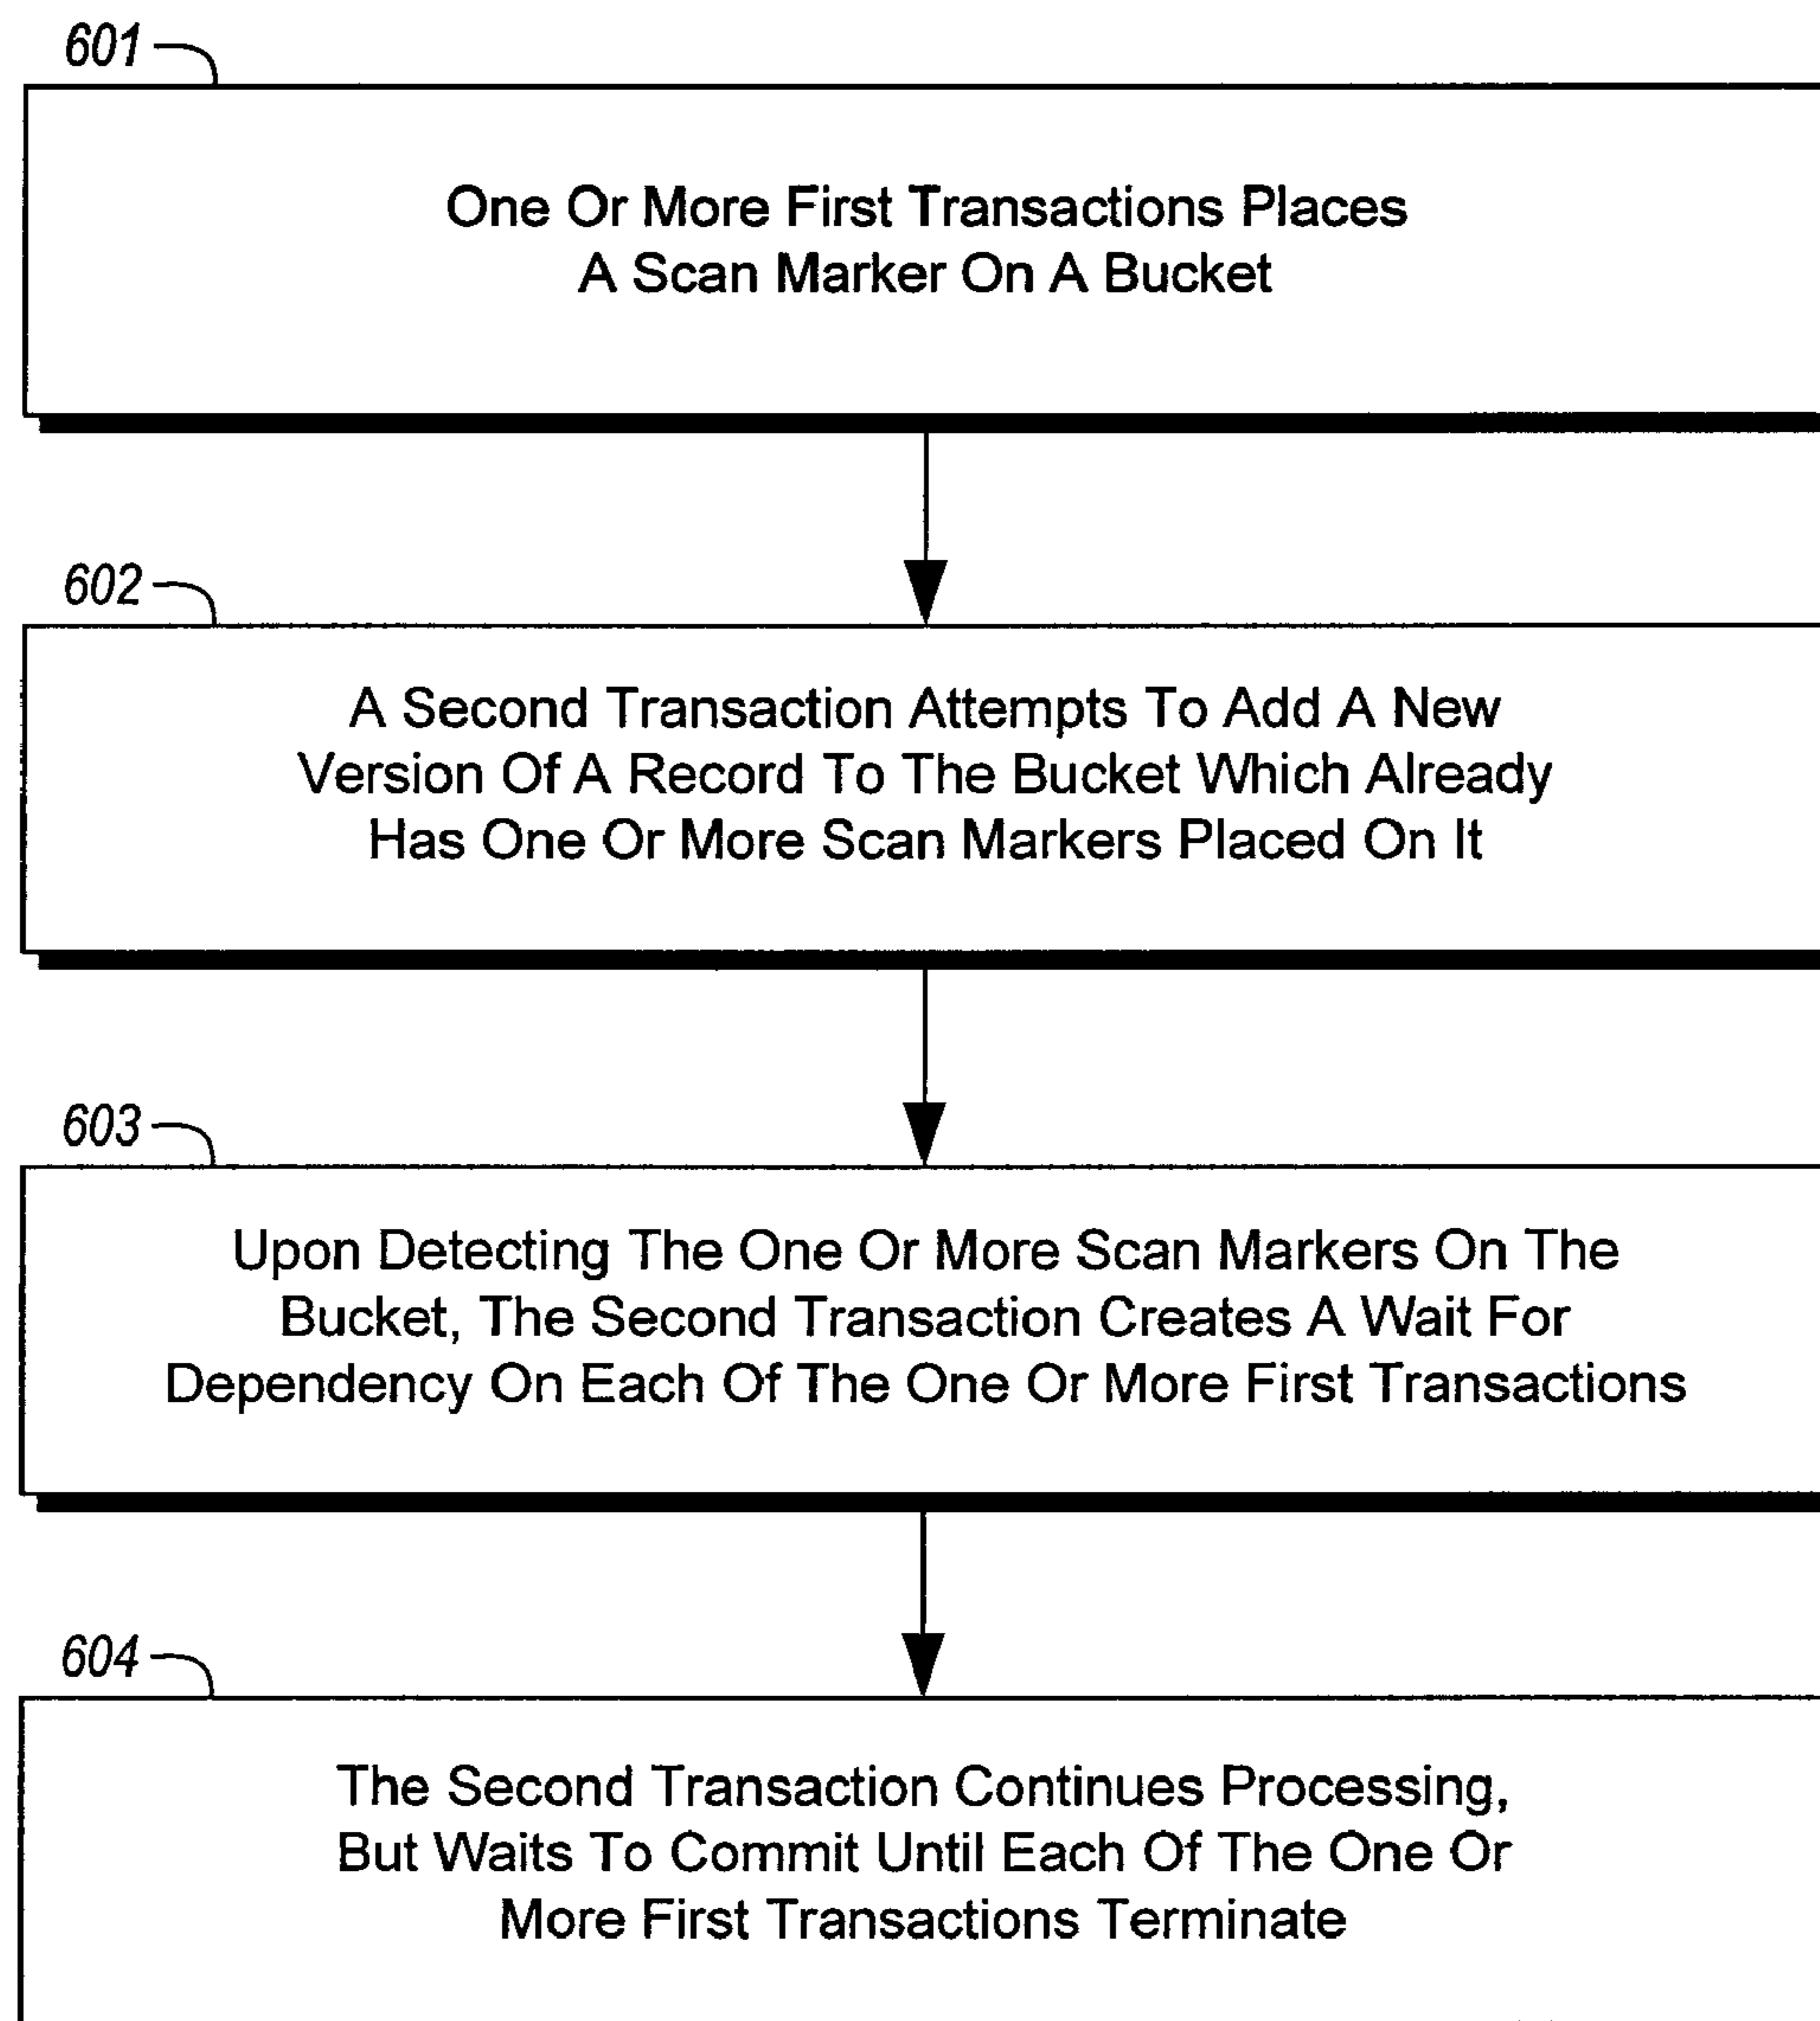 601
One Or More First Transactions Places
A Scan Marker On A Bucket
602
A Second Transaction Attempts To Add A New
Version Of A Record To The Bucket Which Already
Has One Or More Scan Markers Placed On It
603
Upon Detecting The One Or More Scan Markers On The
Bucket, The Second Transaction Creates A Wait For
Dependency On Each Of The One Or More First Transactions
604
The Second Transaction Continues Processing,
But Waits To Commit Until Each Of The One Or
More First Transactions Terminate